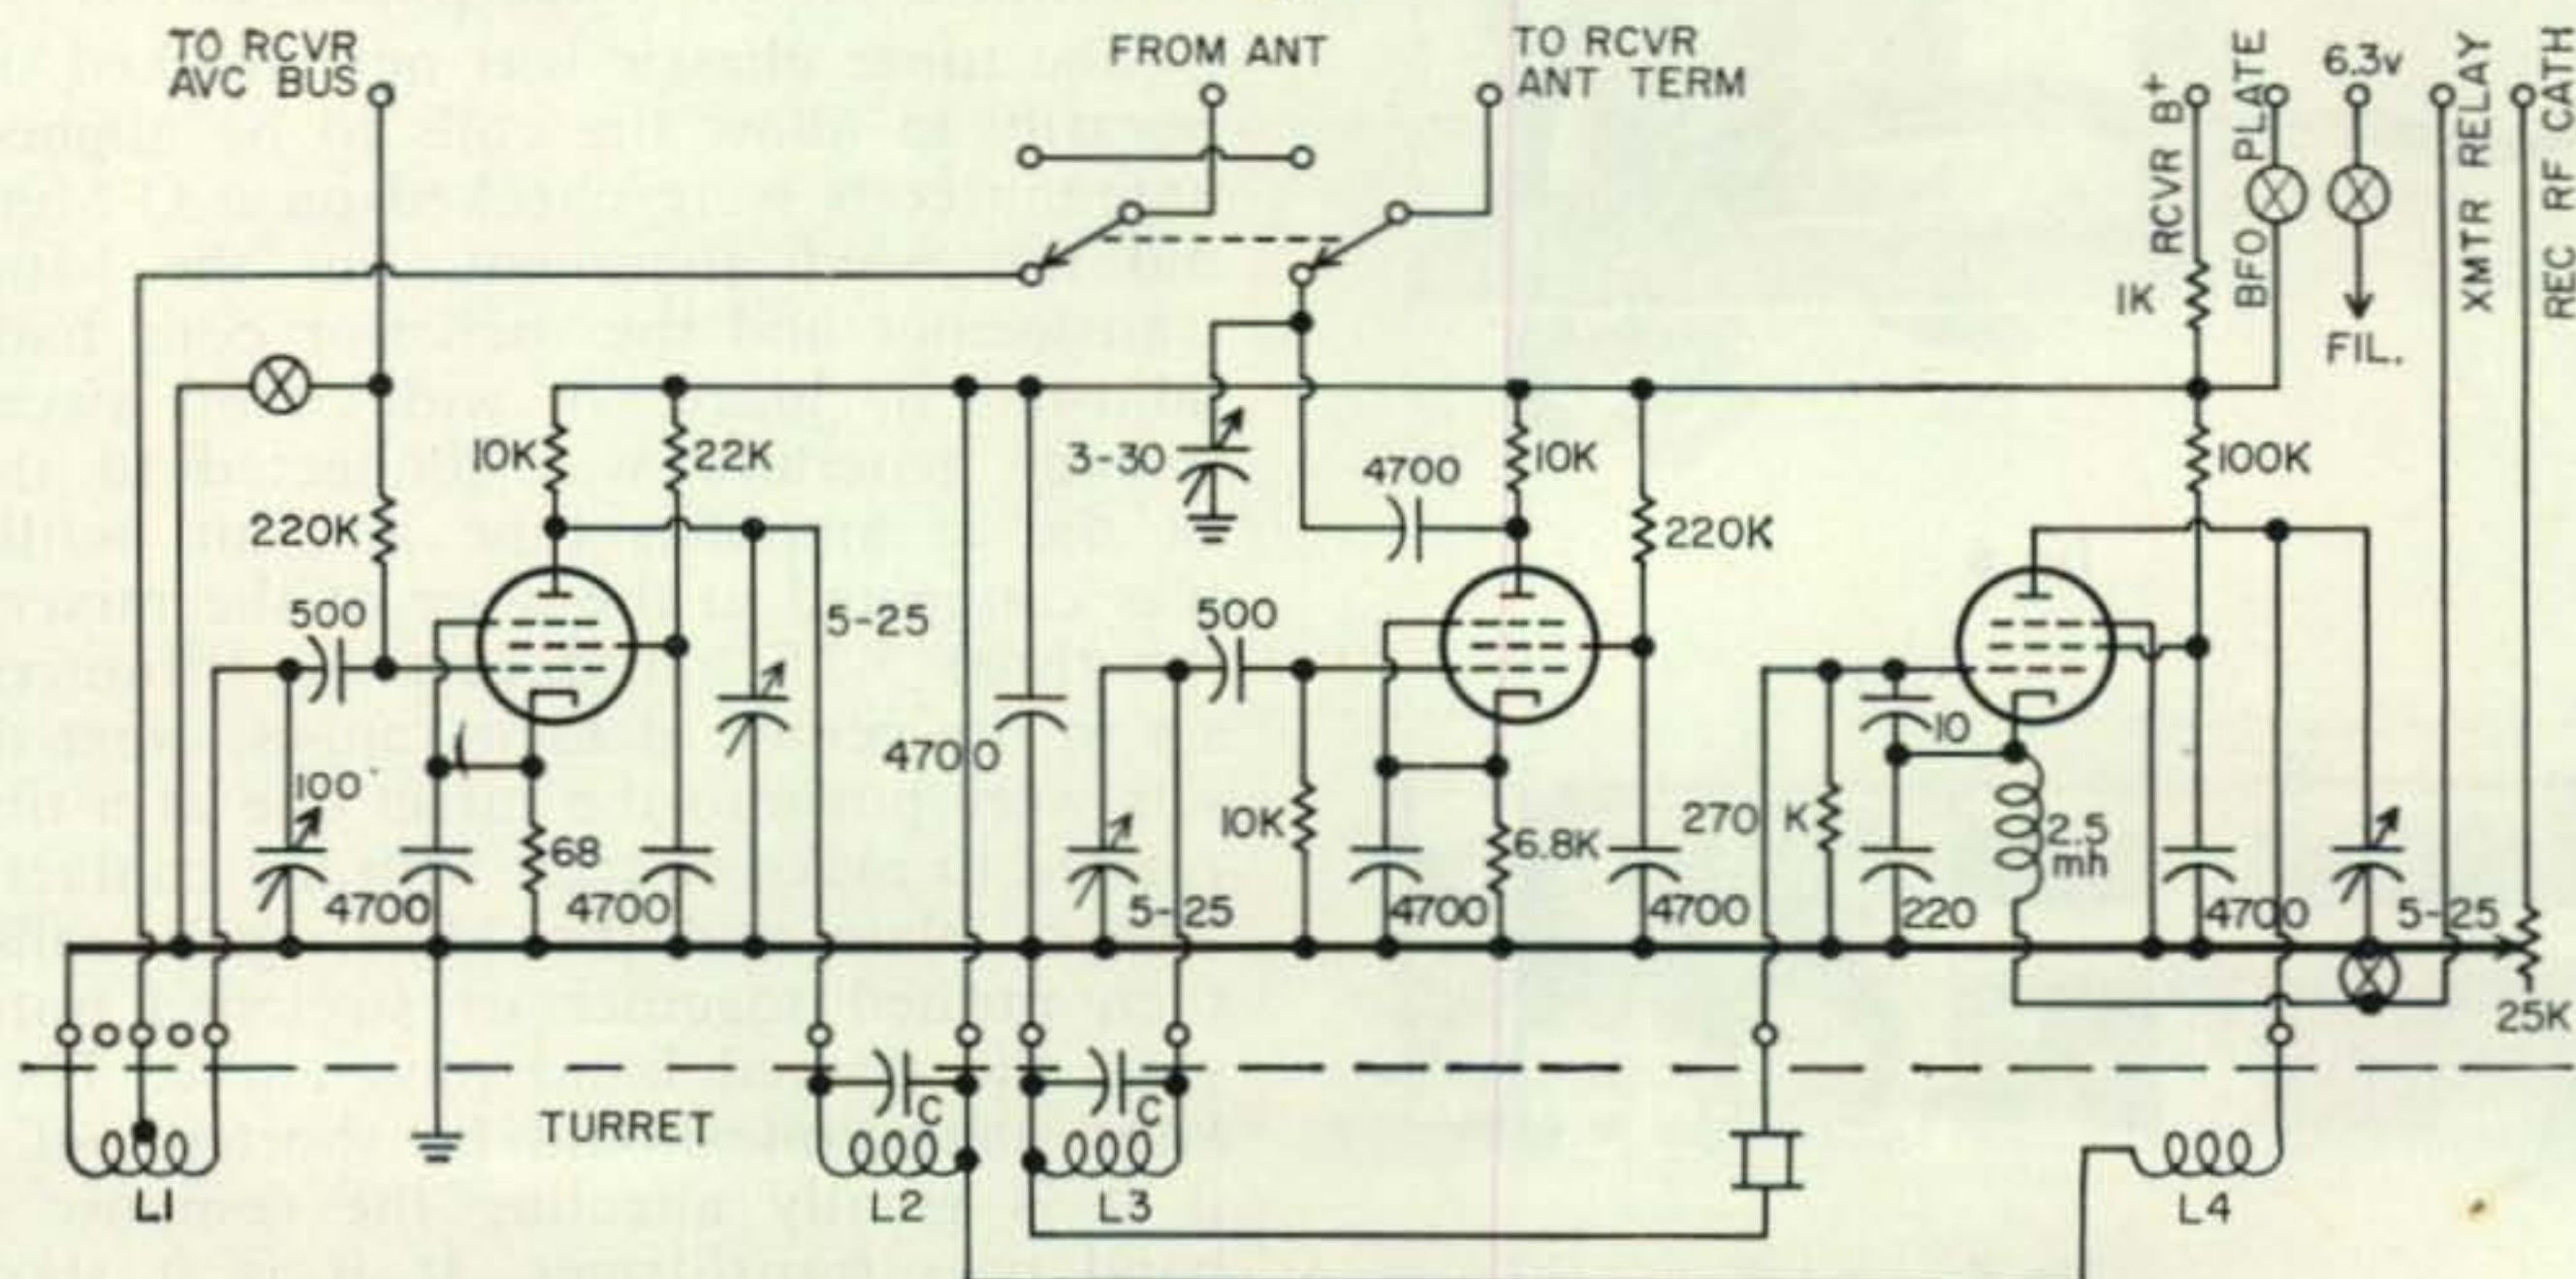 TO RCVR
AVC BUS
FROM ANT
TO RCVR
ANT TERM
RCVR B+
BFO PLATE
6.3v
XMTR RELAY
REC RF CATH
1K
FIL.
10K
22K
3-30
4700
10K
100K
220K
220K
500
5-25
500
4700
10
100
10K
270 K
2.5
mh
68
6.8K
4700
4700
5-25
4700
4700
220
4700
5-25
25K
TURRET
C
C
L1
L2
L3
L4